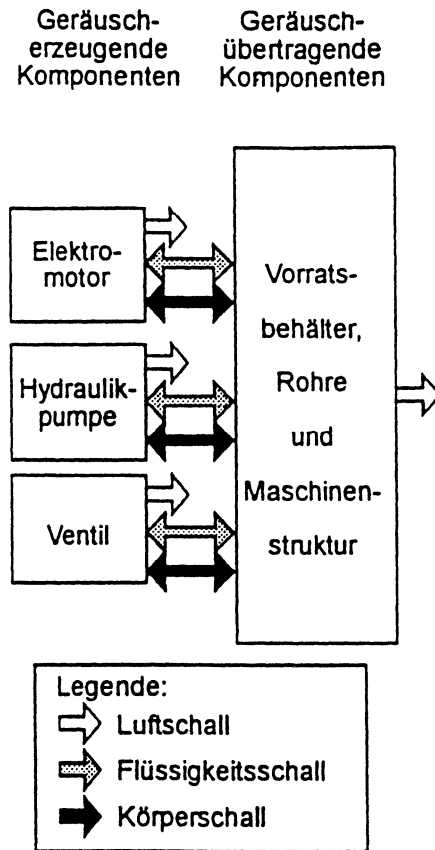 Geräusch-
erzeugende
Komponenten
Geräusch-
übertragende
Komponenten
Elektro-
motor
Hydraulik-
pumpe
Ventil
Vorrats-
behälter,
Rohre
und
Maschinen-
struktur
Legende:
Luftschall
Flüssigkeitsschall
Körperschall